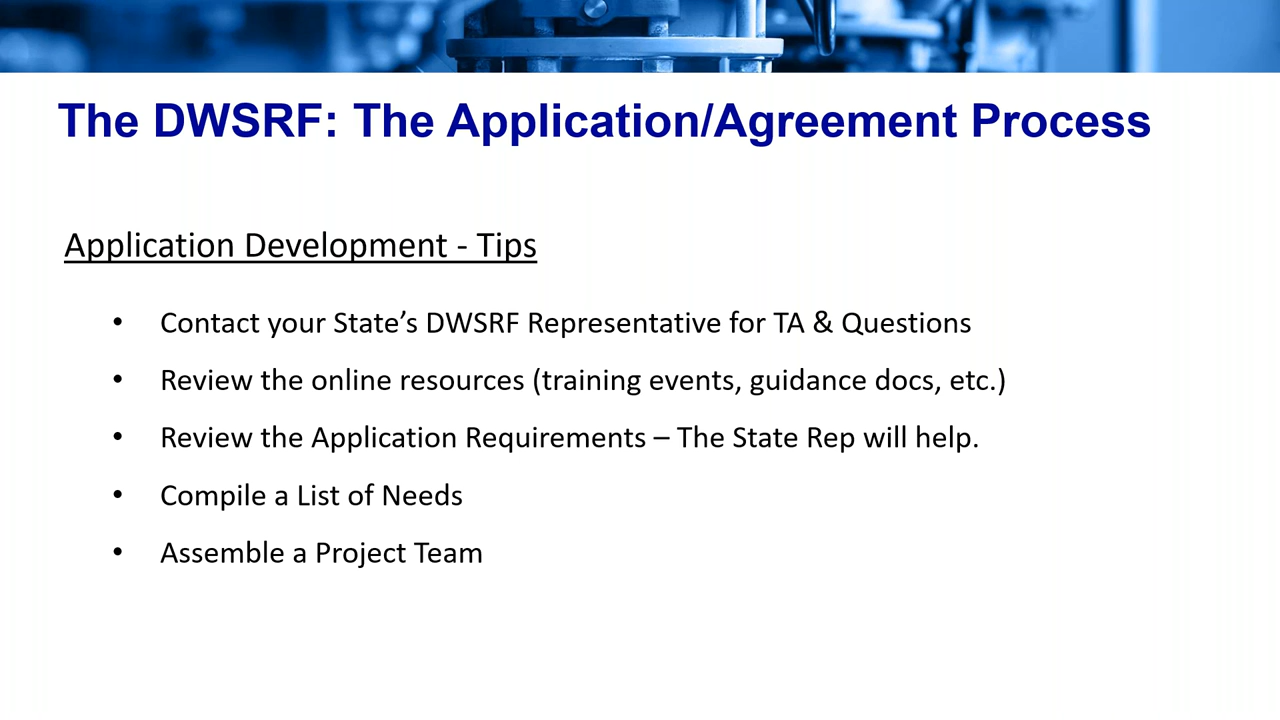 The DWSRF: The Application/Agreement Process
Application Development - Tips
• Contact your State’s DWSRF Representative for TA & Questions
• Review the online resources (training events, guidance docs, etc.)
• Review the Application Requirements – The State Rep will help.
• Compile a List of Needs
• Assemble a Project Team